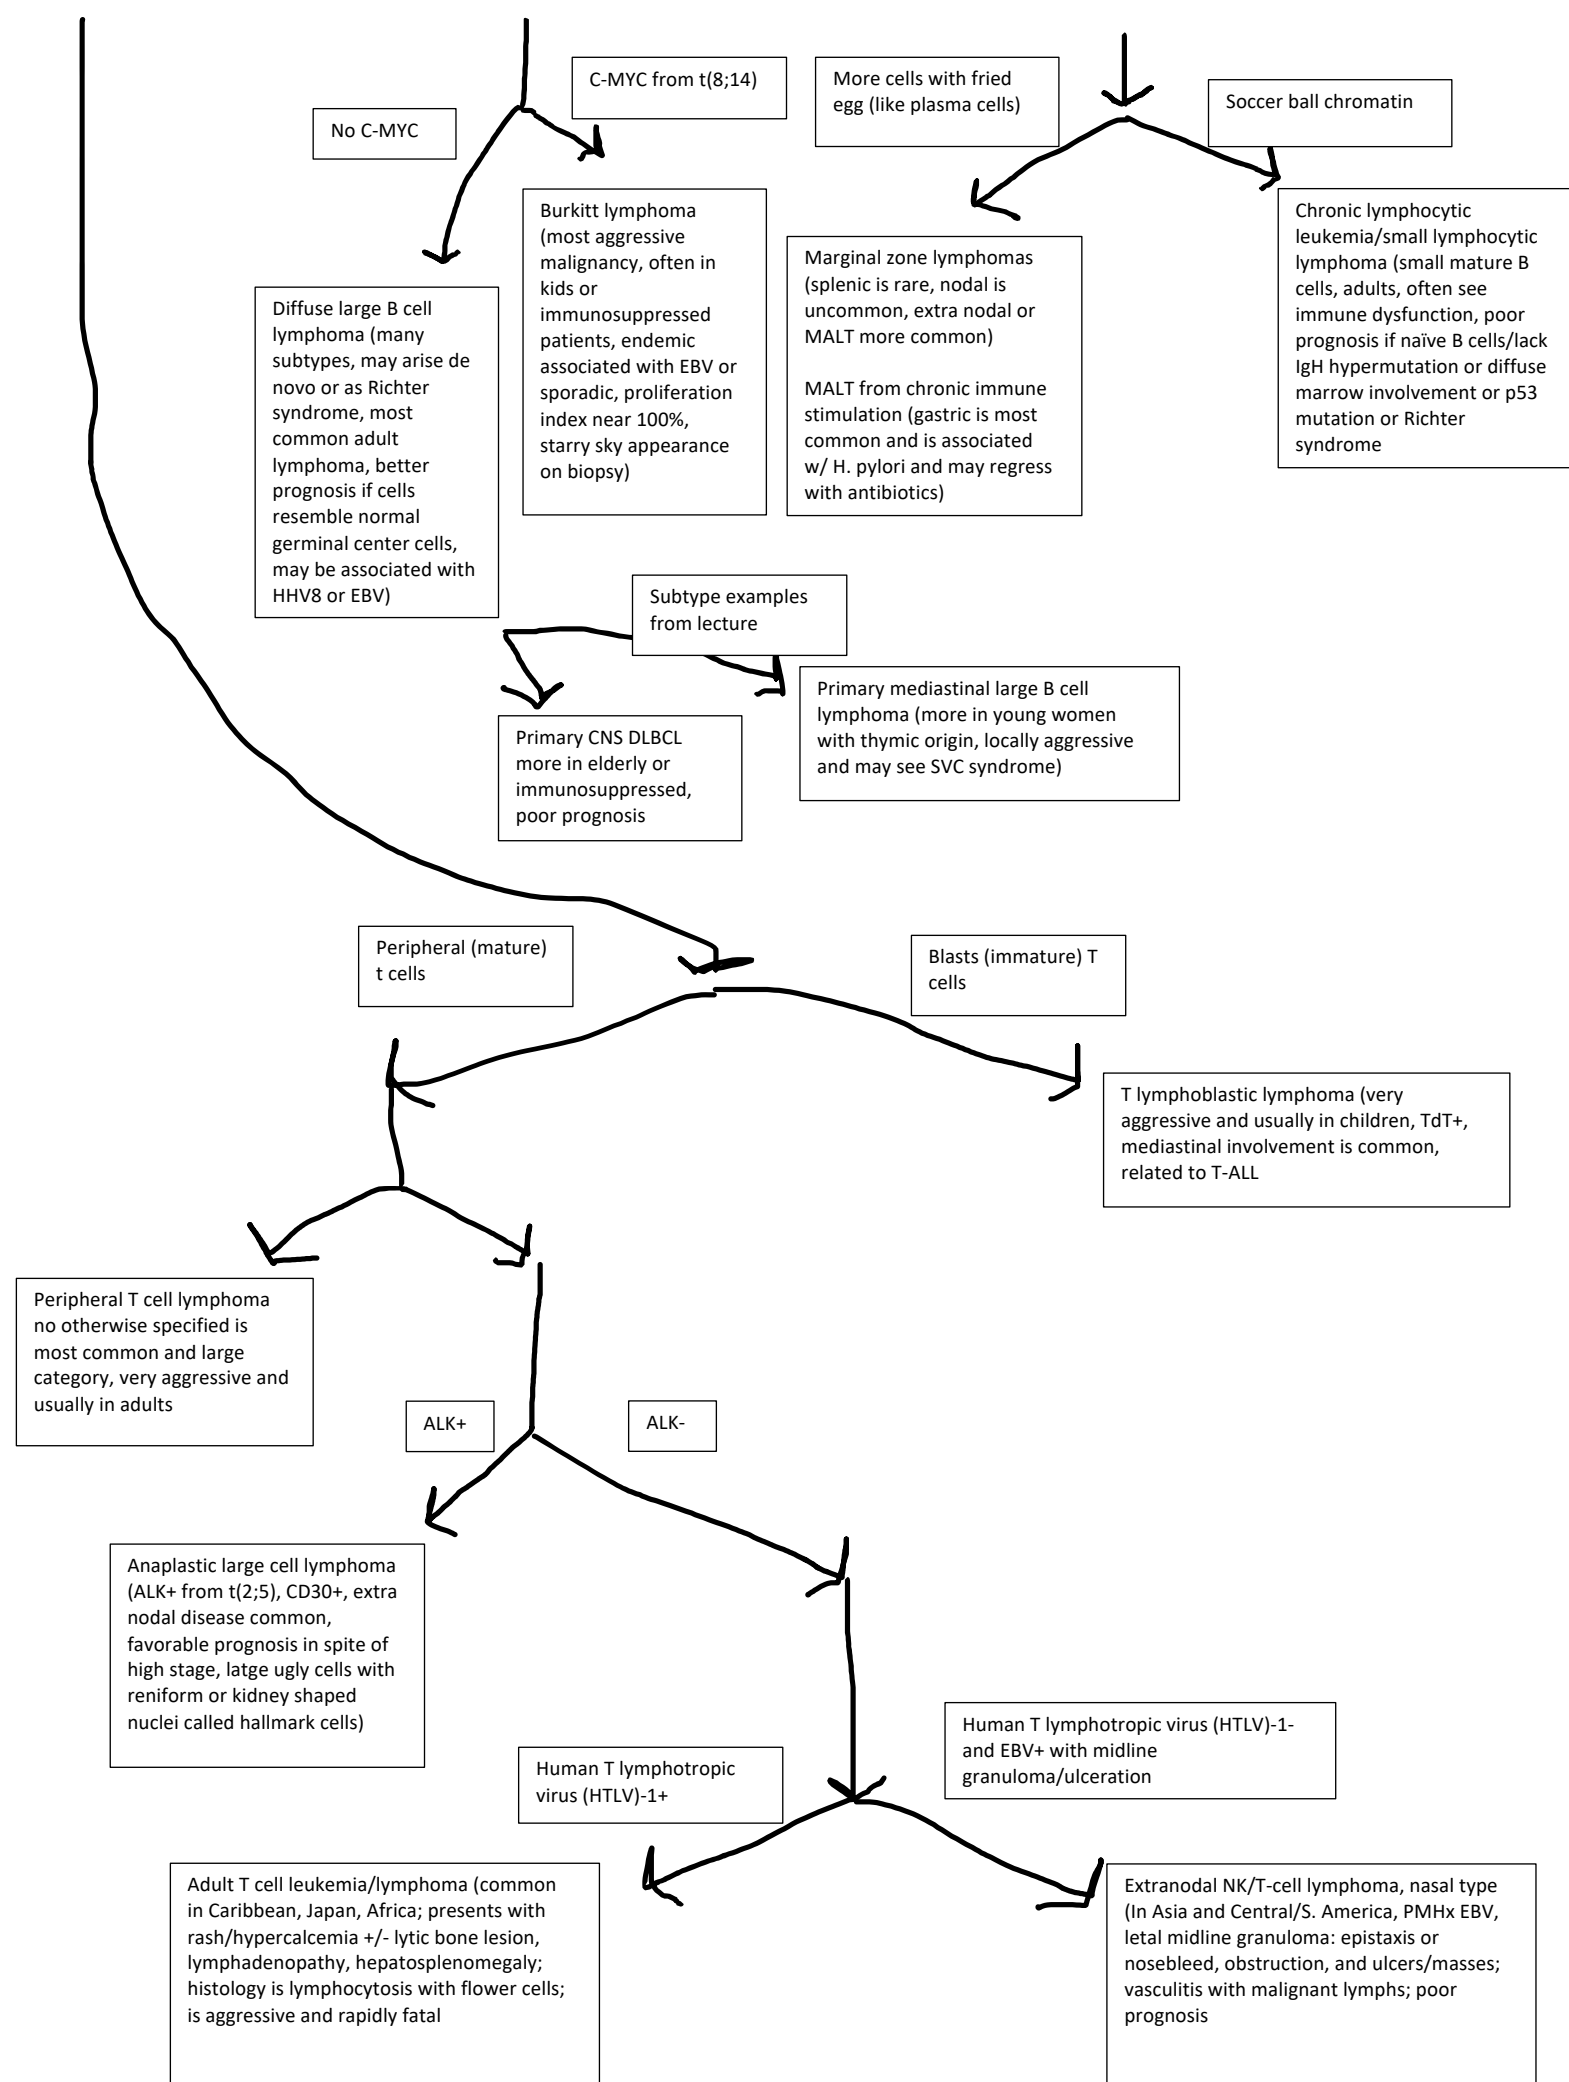 C-MYC from t(8;14)
No C-MYC
More cells with fried
egg (like plasma cells)
Soccer ball chromatin
Burkitt lymphoma
(most aggressive
malignancy, often in
kids or
immunosuppressed
patients, endemic
associated with EBV or
sporadic, proliferation
index near 100%,
starry sky appearance
on biopsy)
Chronic lymphocytic
leukemia/small lymphocytic
lymphoma (small mature B
cells, adults, often see
immune dysfunction, poor
prognosis if naïve B cells/lack
IgH hypermutation or diffuse
marrow involvement or p53
mutation or Richter
syndrome
Marginal zone lymphomas
(splenic is rare, nodal is
uncommon, extra nodal or
MALT more common)
MALT from chronic immune
stimulation (gastric is most
common and is associated
w/ H. pylori and may regress
with antibiotics)
Diffuse large B cell
lymphoma (many
subtypes, may arise de
novo or as Richter
syndrome, most
common adult
lymphoma, better
prognosis if cells
resemble normal
germinal center cells,
may be associated with
HHV8 or EBV)
Subtype examples
from lecture
Primary mediastinal large B cell
lymphoma (more in young women
with thymic origin, locally aggressive
and may see SVC syndrome)
Primary CNS DLBCL
more in elderly or
immunosuppressed,
poor prognosis
Peripheral (mature)
t cells
Blasts (immature) T
cells
T lymphoblastic lymphoma (very
aggressive and usually in children, TdT+,
mediastinal involvement is common,
related to T-ALL
Peripheral T cell lymphoma
no otherwise specified is
most common and large
category, very aggressive and
usually in adults
ALK+
ALK-
Anaplastic large cell lymphoma
(ALK+ from t(2;5), CD30+, extra
nodal disease common,
favorable prognosis in spite of
high stage, latge ugly cells with
reniform or kidney shaped
nuclei called hallmark cells)
Human T lymphotropic virus (HTLV)-1-
and EBV+ with midline
granuloma/ulceration
Human T lymphotropic
virus (HTLV)-1+
Adult T cell leukemia/lymphoma (common
in Caribbean, Japan, Africa; presents with
rash/hypercalcemia +/- lytic bone lesion,
lymphadenopathy, hepatosplenomegaly;
histology is lymphocytosis with flower cells;
is aggressive and rapidly fatal
Extranodal NK/T-cell lymphoma, nasal type
(In Asia and Central/S. America, PMHx EBV,
letal midline granuloma: epistaxis or
nosebleed, obstruction, and ulcers/masses;
vasculitis with malignant lymphs; poor
prognosis